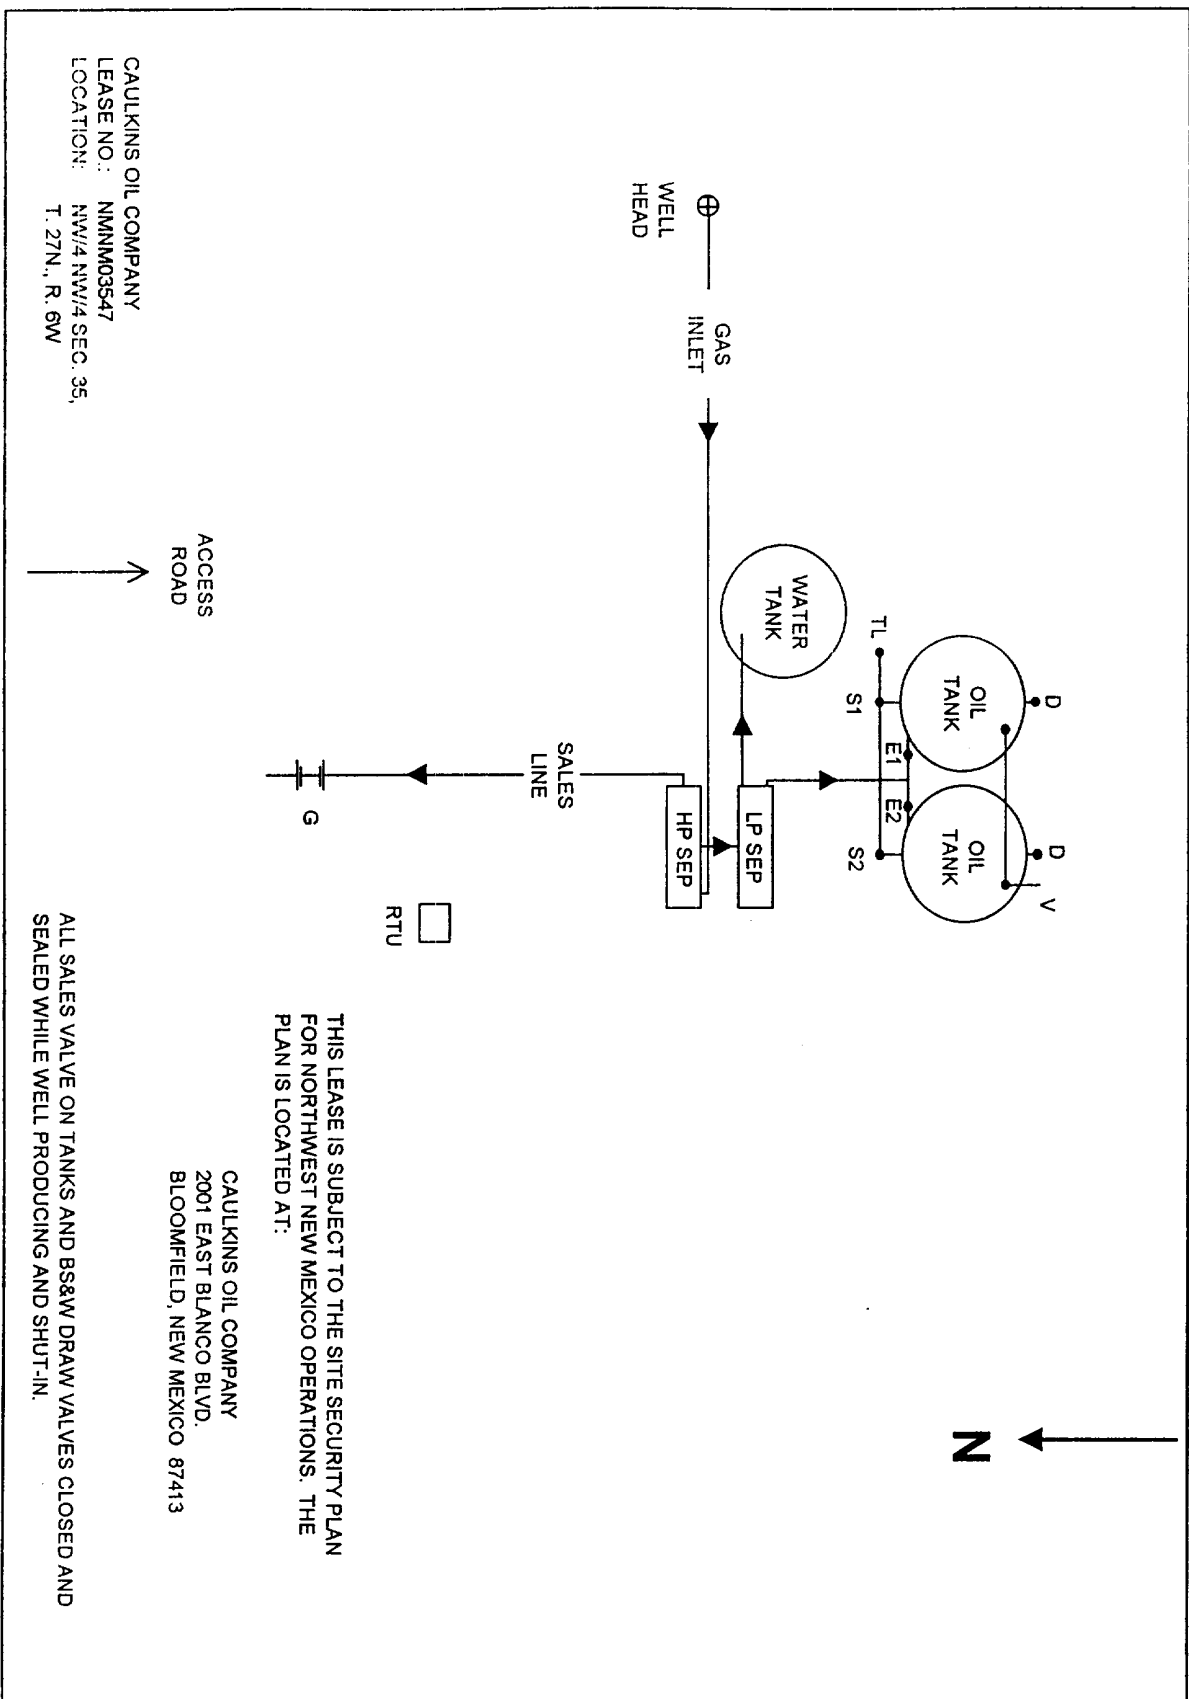 D
D
V
OIL
TANK
OIL
TANK
E1
E2
TL
S1
S2
WATER
TANK
GAS
INLET
WELL
HEAD
LP SEP
HP SEP
SALES
LINE
G
RTU
N
ACCESS
ROAD
CAULKINS OIL COMPANY
LEASE NO.: NMNM03547
LOCATION: NW/4 NW/4 SEC. 35,
T. 27N., R. 6W
THIS LEASE IS SUBJECT TO THE SITE SECURITY PLAN
FOR NORTHWEST NEW MEXICO OPERATIONS. THE
PLAN IS LOCATED AT:
CAULKINS OIL COMPANY
2001 EAST BLANCO BLVD.
BLOOMFIELD, NEW MEXICO 87413
ALL SALES VALVE ON TANKS AND BS&W DRAW VALVES CLOSED AND
SEALED WHILE WELL PRODUCING AND SHUT-IN.